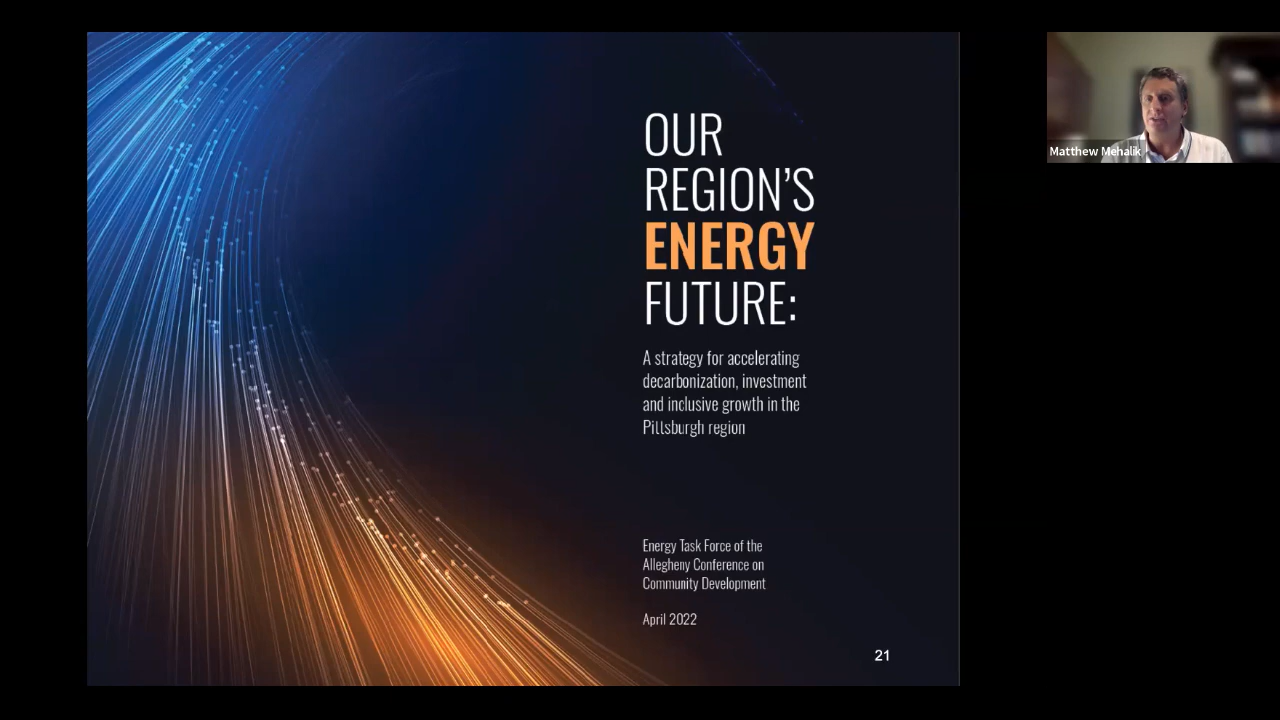 OUR
REGION'S
ENERGY
FUTURE:
A strategy for accelerating
decarbonization, investment
and inclusive growth in the
Pittsburgh region
Energy Task Force of the
Allegheny Conference on
Community Development
April 2022
21
Matthew Mehalik